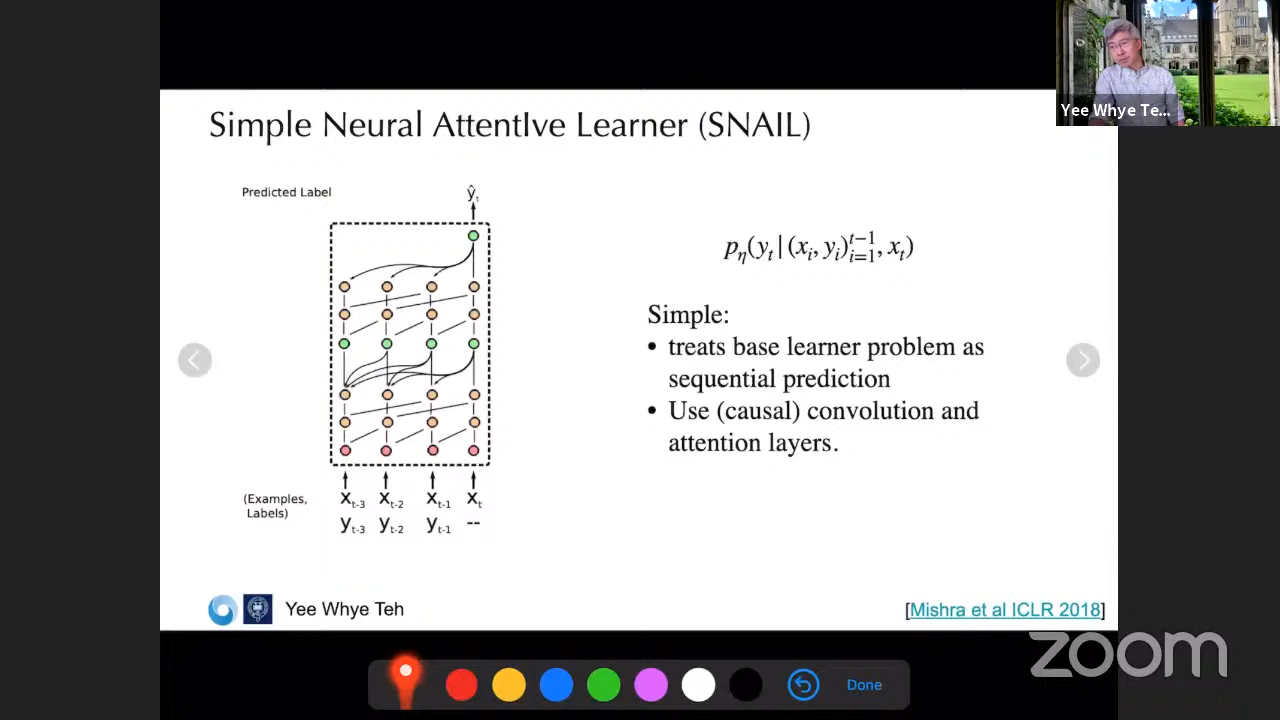 Yee Whye Te...
Simple Neural AttentIve Learner (SNAIL)
Predicted Label
ŷₜ
pη(yₜ | (xᵢ, yᵢ)ᵢ₌₁ᵗ⁻¹, xₜ)
Simple:
• treats base learner problem as
sequential prediction
• Use (causal) convolution and
attention layers.
(Examples,
Labels)
xₜ₋₃ xₜ₋₂ xₜ₋₁ xₜ
yₜ₋₃ yₜ₋₂ yₜ₋₁ --
Yee Whye Teh
[Mishra et al ICLR 2018]
zoom
Done